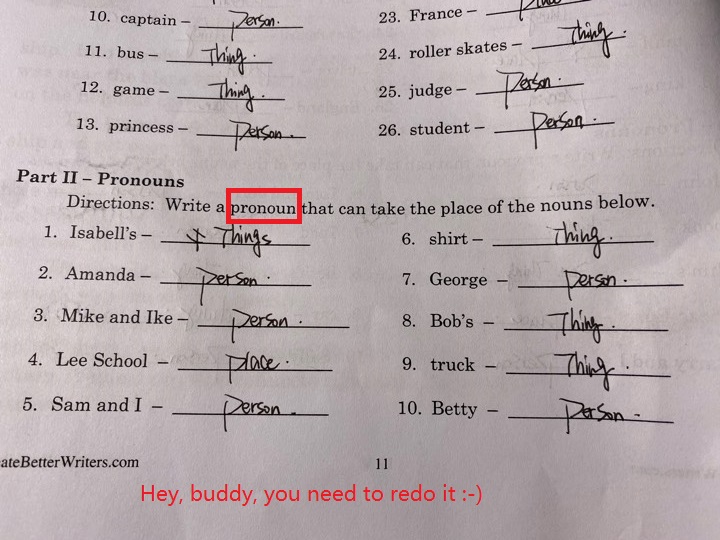 10. captain – Person.
11. bus – Thing.
12. game – Thing.
13. princess – Person.
23. France –
24. roller skates – Thing.
25. judge – Person.
26. student – Person.
Part II – Pronouns
Directions: Write a pronoun that can take the place of the nouns below.
1. Isabell's – Things
2. Amanda – person.
3. Mike and Ike – person.
4. Lee School – place.
5. Sam and I – person.
6. shirt – Thing.
7. George – person.
8. Bob's – Thing.
9. truck – Thing.
10. Betty – person.
ateBetterWriters.com
11
Hey, buddy, you need to redo it :-)